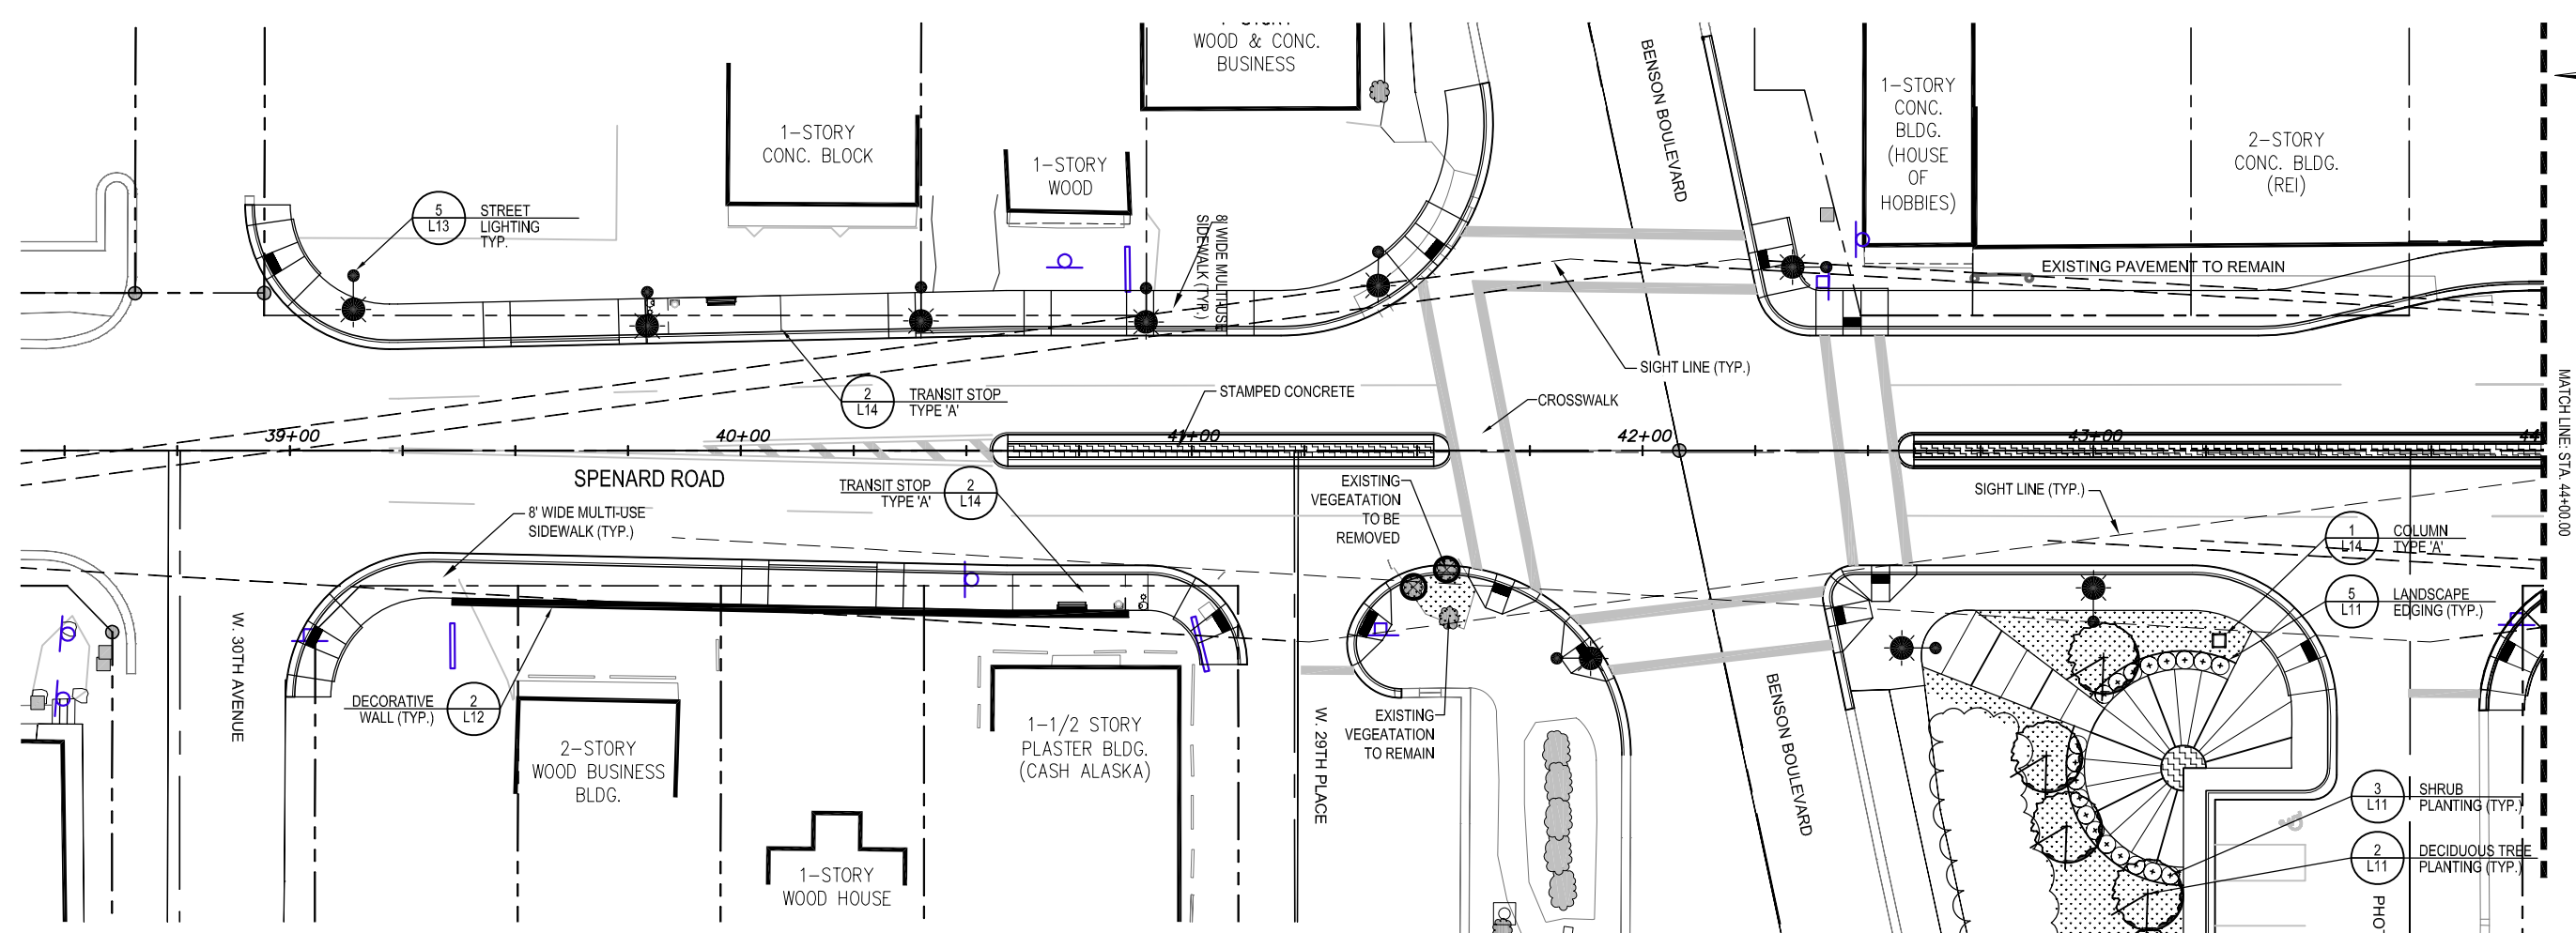 1-STORY
WOOD & CONC.
BUSINESS
BENSON BOULEVARD
1-STORY
CONC.
BLDG.
(HOUSE
OF
HOBBIES)
2-STORY
CONC. BLDG.
(REI)
1-STORY
CONC. BLOCK
1-STORY
WOOD
5
L13
STREET
LIGHTING
TYP.
8' WIDE MULTI-USE
SIDEWALK (TYP.)
EXISTING PAVEMENT TO REMAIN
SIGHT LINE (TYP.)
2
L14
TRANSIT STOP
TYPE 'A'
STAMPED CONCRETE
CROSSWALK
MATCHLINE: STA. 44+00.00
39+00
40+00
41+00
42+00
43+00
44
SPENARD ROAD
TRANSIT STOP
TYPE 'A'
2
L14
EXISTING
VEGEATATION
TO BE
REMOVED
SIGHT LINE (TYP.)
8' WIDE MULTI-USE
SIDEWALK (TYP.)
1
L14
COLUMN
TYPE 'A'
5
L11
LANDSCAPE
EDGING (TYP.)
W. 30TH AVENUE
DECORATIVE
WALL (TYP.)
2
L12
2-STORY
WOOD BUSINESS
BLDG.
1-1/2 STORY
PLASTER BLDG.
(CASH ALASKA)
W. 29TH PLACE
EXISTING
VEGEATATION
TO REMAIN
BENSON BOULEVARD
1-STORY
WOOD HOUSE
3
L11
SHRUB
PLANTING (TYP.)
2
L11
DECIDUOUS TREE
PLANTING (TYP.)
PHO